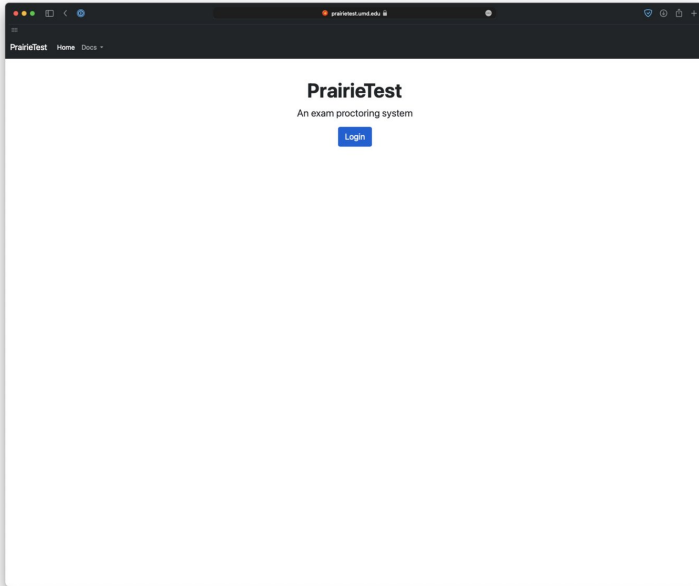 prairietest.umd.edu
PrairieTest Home Docs
PrairieTest
An exam proctoring system
Login